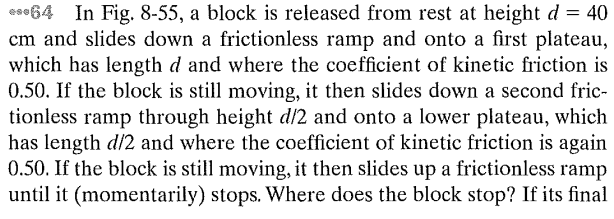 •••64 In Fig. 8-55, a block is released from rest at height d = 40
cm and slides down a frictionless ramp and onto a first plateau,
which has length d and where the coefficient of kinetic friction is
0.50. If the block is still moving, it then slides down a second fric-
tionless ramp through height d/2 and onto a lower plateau, which
has length d/2 and where the coefficient of kinetic friction is again
0.50. If the block is still moving, it then slides up a frictionless ramp
until it (momentarily) stops. Where does the block stop? If its final